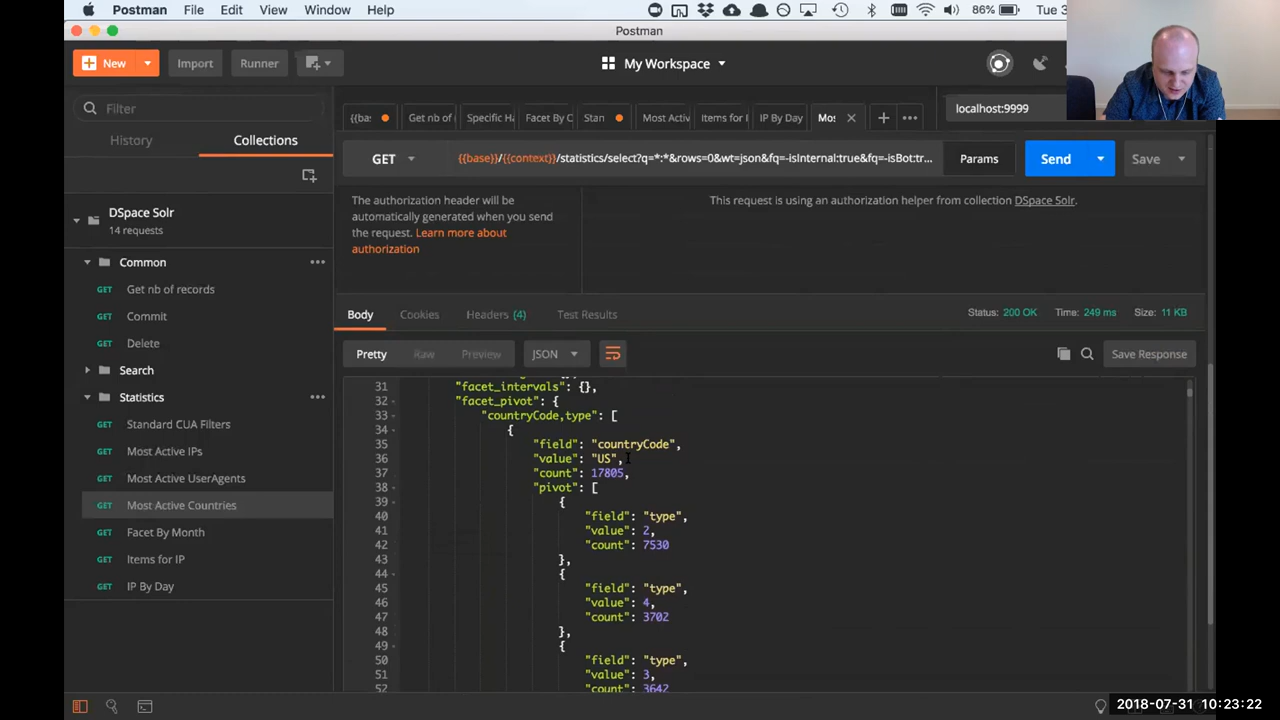 Postman File Edit View Window Help 86% Tue 3
Postman
New Import Runner My Workspace
Filter
History Collections
DSpace Solr
14 requests
Common
GET Get nb of records
GET Commit
GET Delete
Search
Statistics
GET Standard CUA Filters
GET Most Active IPs
GET Most Active UserAgents
GET Most Active Countries
GET Facet By Month
GET Items for IP
GET IP By Day
{{bas Get nb of Specific Ha Facet By C Stan Most Activ Items for I IP By Day Mos
localhost:9999
GET {{base}}/{{context}}/statistics/select?q=*:*&rows=0&wt=json&fq=-isInternal:true&fq=-isBot:tr... Params Send Save
The authorization header will be
automatically generated when you send
the request. Learn more about
authorization
This request is using an authorization helper from collection DSpace Solr.
Body Cookies Headers (4) Test Results Status: 200 OK Time: 249 ms Size: 11 KB
Pretty Raw Preview JSON Save Response
31 "facet_intervals": {},
32 "facet_pivot": {
33 "countryCode,type": [
34 {
35 "field": "countryCode",
36 "value": "US",
37 "count": 17805,
38 "pivot": [
39 {
40 "field": "type",
41 "value": 2,
42 "count": 7530
43 },
44 {
45 "field": "type",
46 "value": 4,
47 "count": 3702
48 },
49 {
50 "field": "type",
51 "value": 3,
52 "count": 3642
2018-07-31 10:23:22